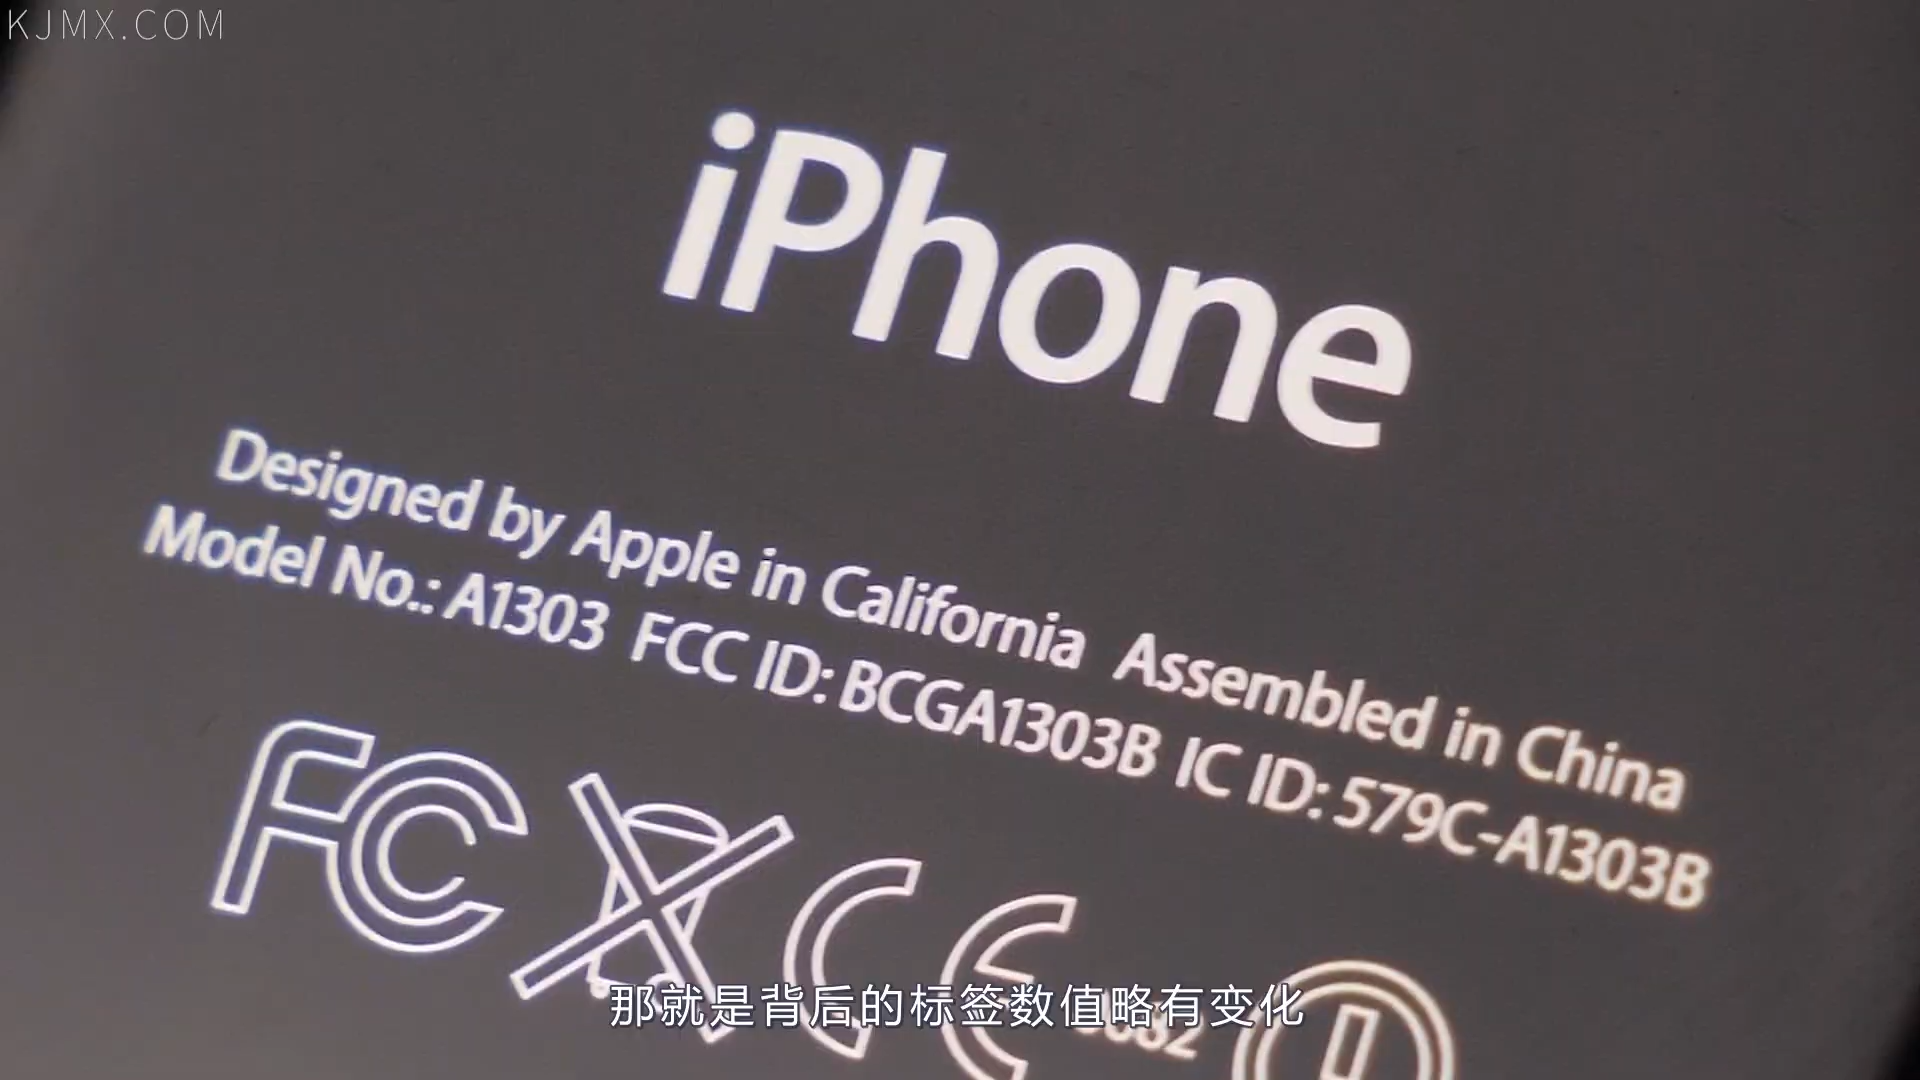 KJMX.COM
iPhone
Designed by Apple in California Assembled in China
Model No.: A1303 FCC ID: BCGA1303B IC ID: 579C-A1303B
FC CE
那就是背后的标签数值略有变化